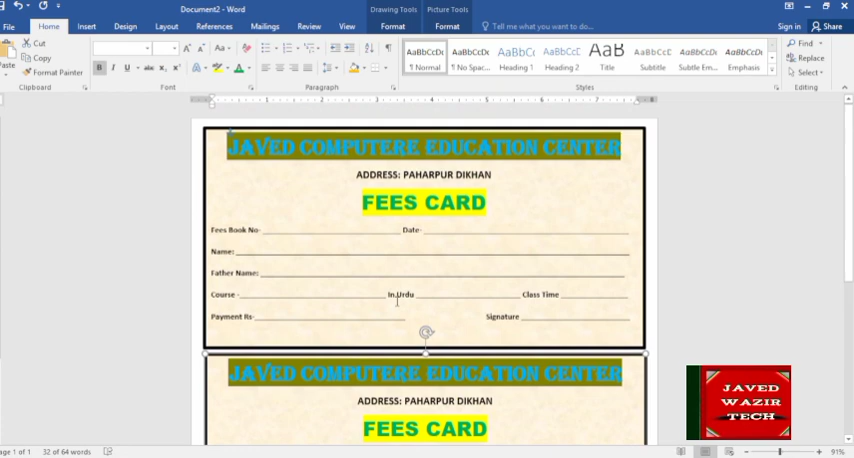 Document2 - Word
Drawing Tools
Picture Tools
File
Home
Insert
Design
Layout
References
Mailings
Review
View
Format
Format
Tell me what you want to do...
Sign in
Share
Cut
Copy
Format Painter
Paste
Clipboard
Font
Paragraph
AaBbCcDc
¶ Normal
AaBbCcDc
¶ No Spac...
AaBbCc
Heading 1
AaBbCcE
Heading 2
AaB
Title
AaBbCcD
Subtitle
AaBbCcDc
Subtle Em...
AaBbCcDc
Emphasis
Styles
Find
Replace
Select
Editing
JAVED COMPUTERE EDUCATION CENTER
ADDRESS: PAHARPUR DIKHAN
FEES CARD
Fees Book No- Date-
Name:
Father Name:
Course - In Urdu Class Time
Payment Rs- Signature
JAVED COMPUTERE EDUCATION CENTER
ADDRESS: PAHARPUR DIKHAN
FEES CARD
JAVED
WAZIR
TECH
age 1 of 1 32 of 64 words
91%